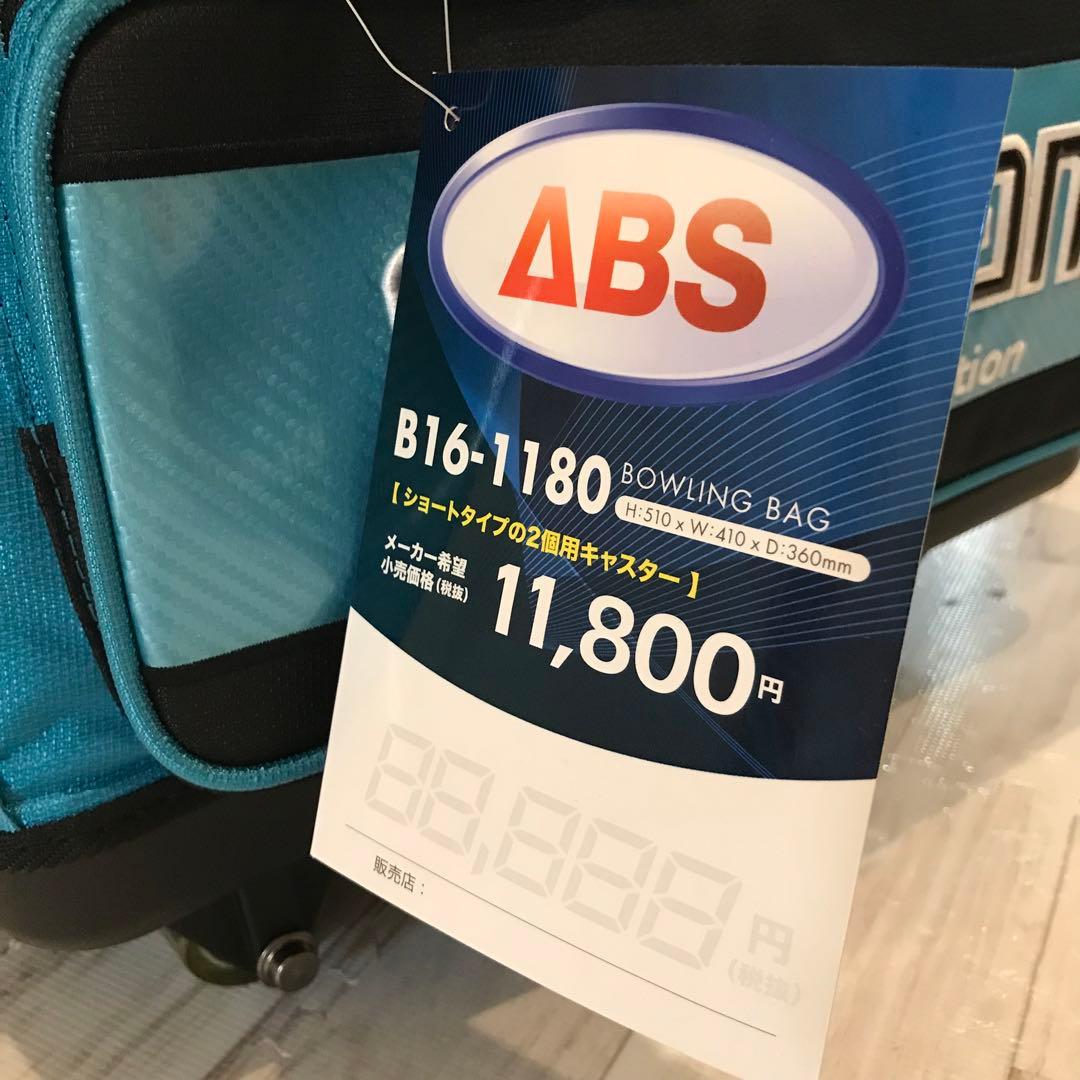 ABS
B16-1180 BOWLING BAG
H:510 x W:410 x D:360mm
【 ショートタイプの2個用キャスター 】
メーカー希望
小売価格(税抜)
11,800円
88,888円
(税抜)
販売店：
tion